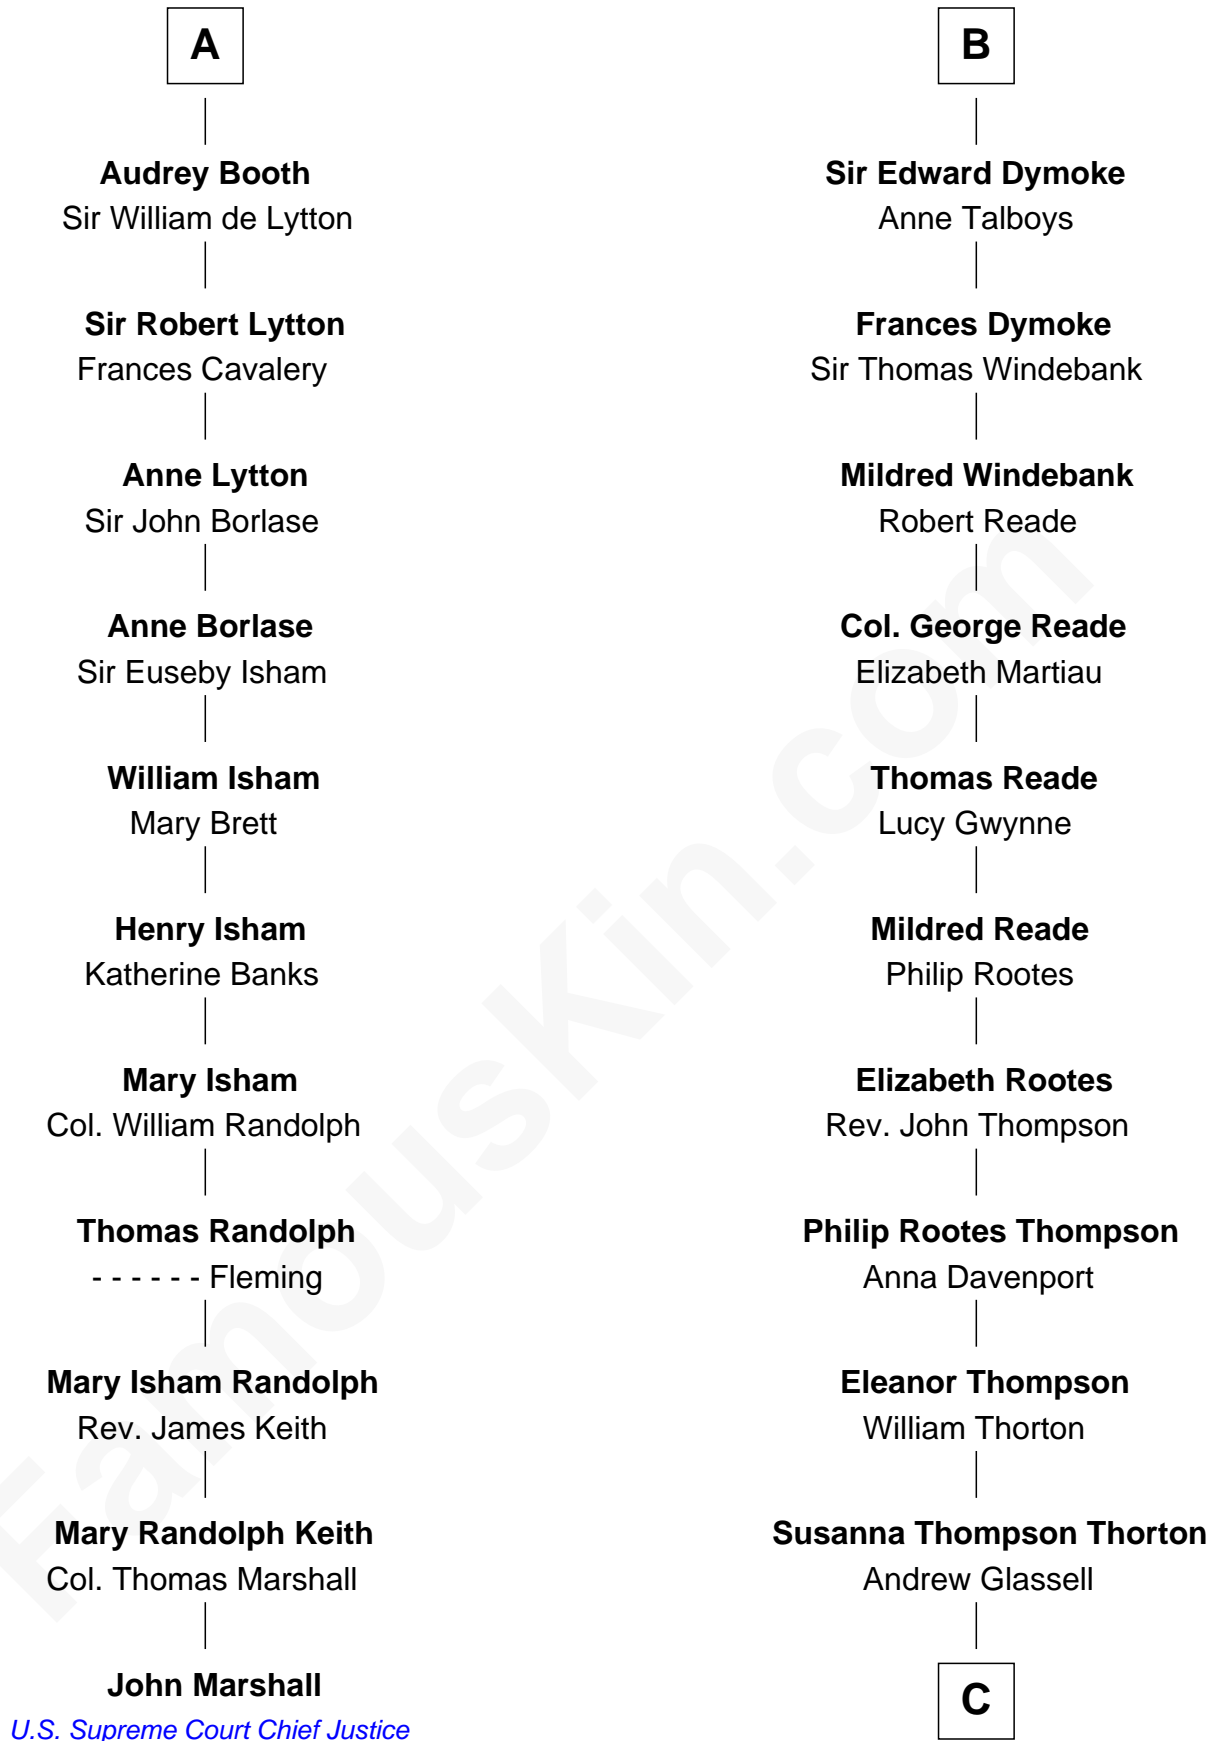 A
Audrey Booth
Sir William de Lytton
Sir Robert Lytton
Frances Cavalery
Anne Lytton
Sir John Borlase
Anne Borlase
Sir Euseby Isham
William Isham
Mary Brett
Henry Isham
Katherine Banks
Mary Isham
Col. William Randolph
Thomas Randolph
- - - - - - Fleming
Mary Isham Randolph
Rev. James Keith
Mary Randolph Keith
Col. Thomas Marshall
John Marshall
U.S. Supreme Court Chief Justice
B
Sir Edward Dymoke
Anne Talboys
Frances Dymoke
Sir Thomas Windebank
Mildred Windebank
Robert Reade
Col. George Reade
Elizabeth Martiau
Thomas Reade
Lucy Gwynne
Mildred Reade
Philip Rootes
Elizabeth Rootes
Rev. John Thompson
Philip Rootes Thompson
Anna Davenport
Eleanor Thompson
William Thorton
Susanna Thompson Thorton
Andrew Glassell
C
FamousKin.com